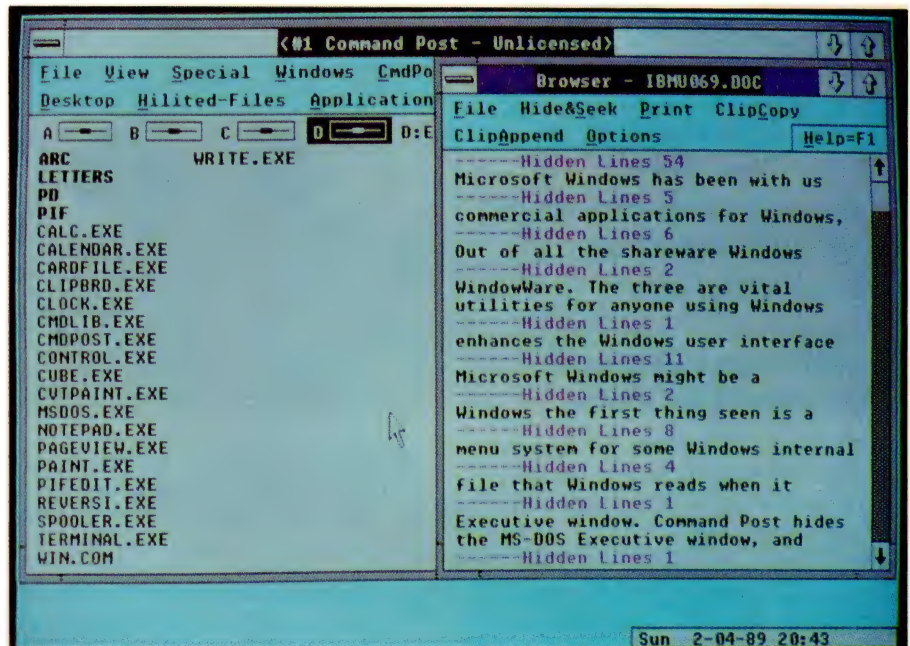 <#1 Command Post - Unlicensed>
File View Special Windows CmdPo
Desktop Hilited-Files Application
A B C D D:E
ARC WRITE.EXE
LETTERS
PD
PIF
CALC.EXE
CALENDAR.EXE
CARDFILE.EXE
CLIPBRD.EXE
CLOCK.EXE
CMDLIB.EXE
CMDPOST.EXE
CONTROL.EXE
CUBE.EXE
CVTPAINT.EXE
MSDOS.EXE
NOTEPAD.EXE
PAGEVIEW.EXE
PAINT.EXE
PIFEDIT.EXE
REVERSI.EXE
SPOOLER.EXE
TERMINAL.EXE
WIN.COM
Browser - IBMU069.DOC
File Hide&Seek Print ClipCopy
ClipAppend Options Help=F1
------Hidden Lines 54
Microsoft Windows has been with us
------Hidden Lines 5
commercial applications for Windows,
------Hidden Lines 6
Out of all the shareware Windows
------Hidden Lines 2
WindowWare. The three are vital
utilities for anyone using Windows
------Hidden Lines 1
enhances the Windows user interface
------Hidden Lines 11
Microsoft Windows might be a
------Hidden Lines 2
Windows the first thing seen is a
------Hidden Lines 8
menu system for some Windows internal
------Hidden Lines 4
file that Windows reads when it
------Hidden Lines 1
Executive window. Command Post hides
the MS-DOS Executive window, and
------Hidden Lines 1
Sun 2-04-89 20:43